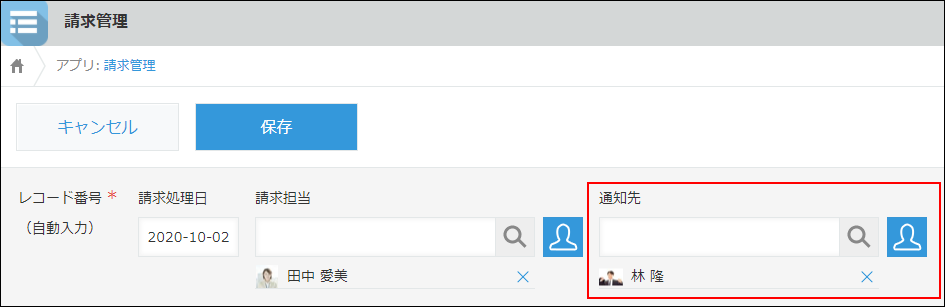 請求管理
アプリ: 請求管理
キャンセル 保存
レコード番号 * 請求処理日 請求担当 通知先
（自動入力） 2020-10-02
田中 愛美 × 林 隆 ×